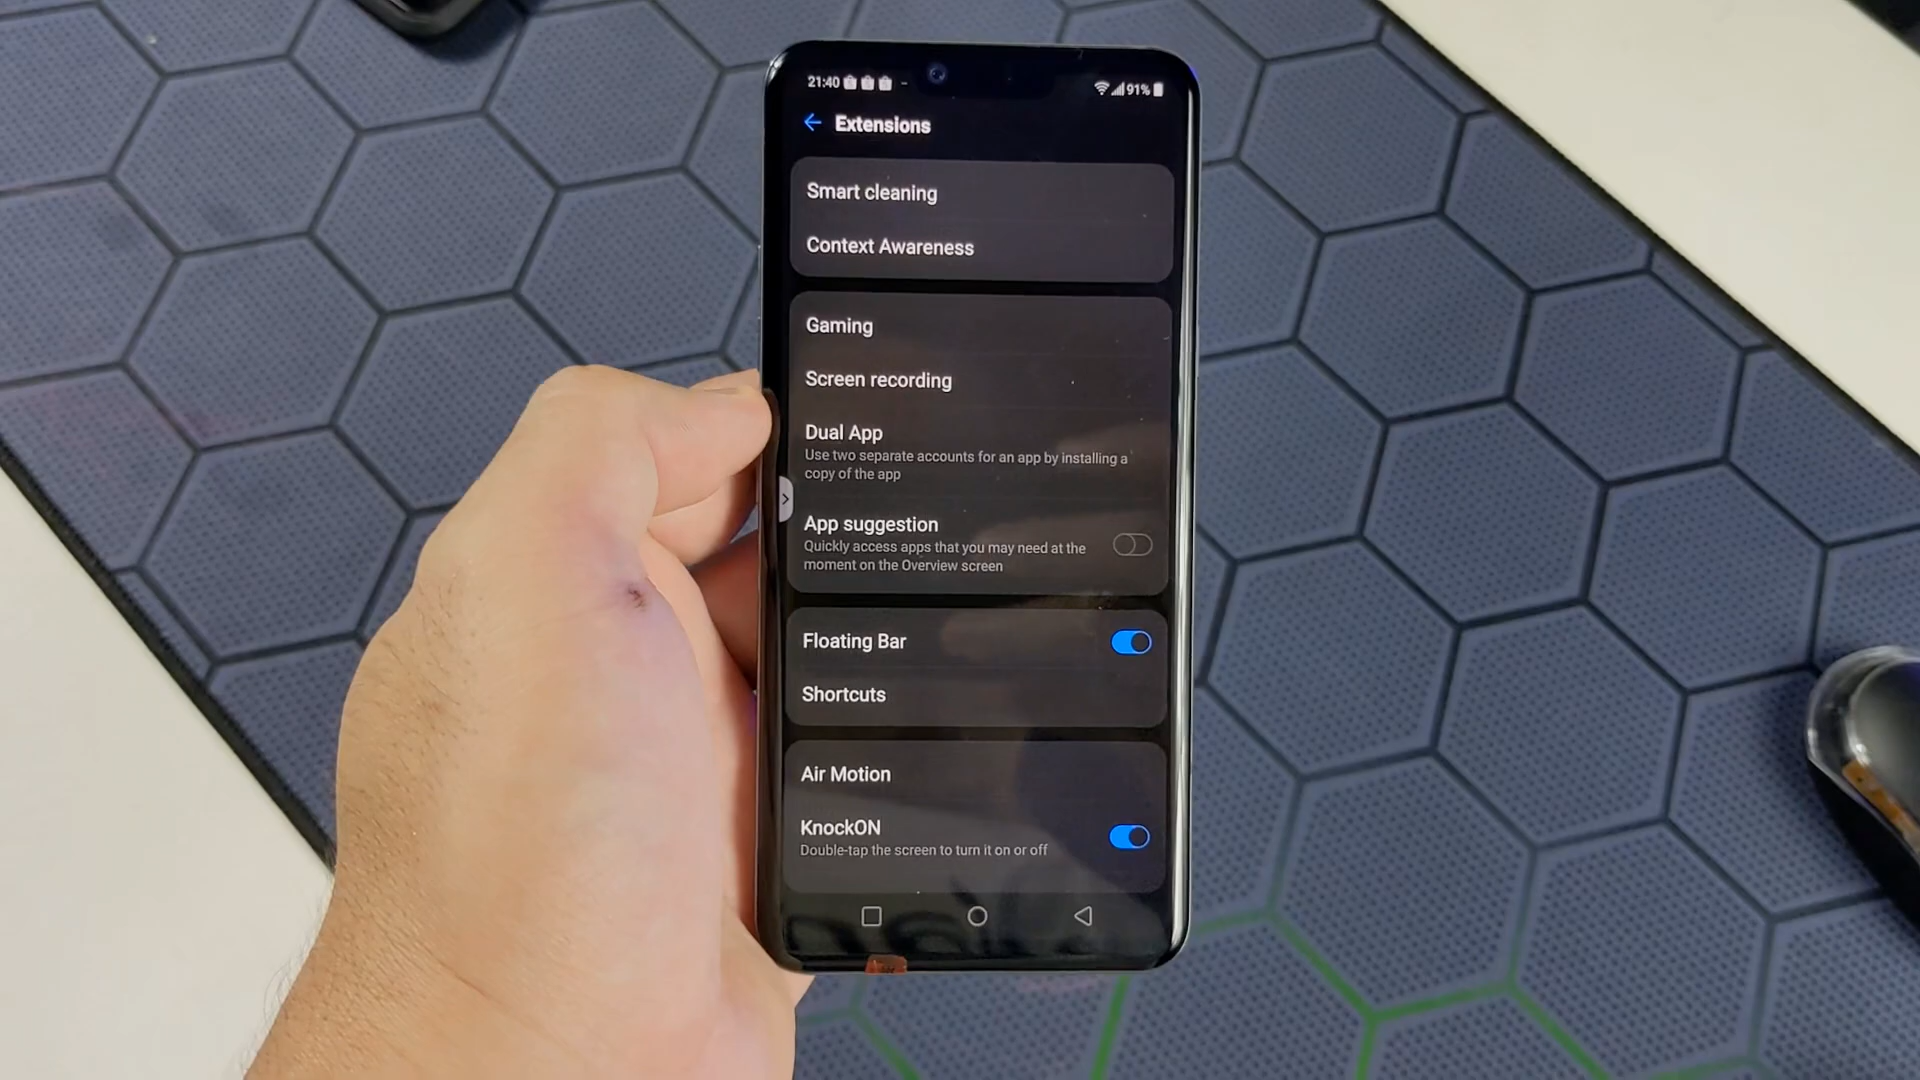 21:40
91%
Extensions
Smart cleaning
Context Awareness
Gaming
Screen recording
Dual App
Use two separate accounts for an app by installing a
copy of the app
App suggestion
Quickly access apps that you may need at the
moment on the Overview screen
Floating Bar
Shortcuts
Air Motion
KnockON
Double-tap the screen to turn it on or off